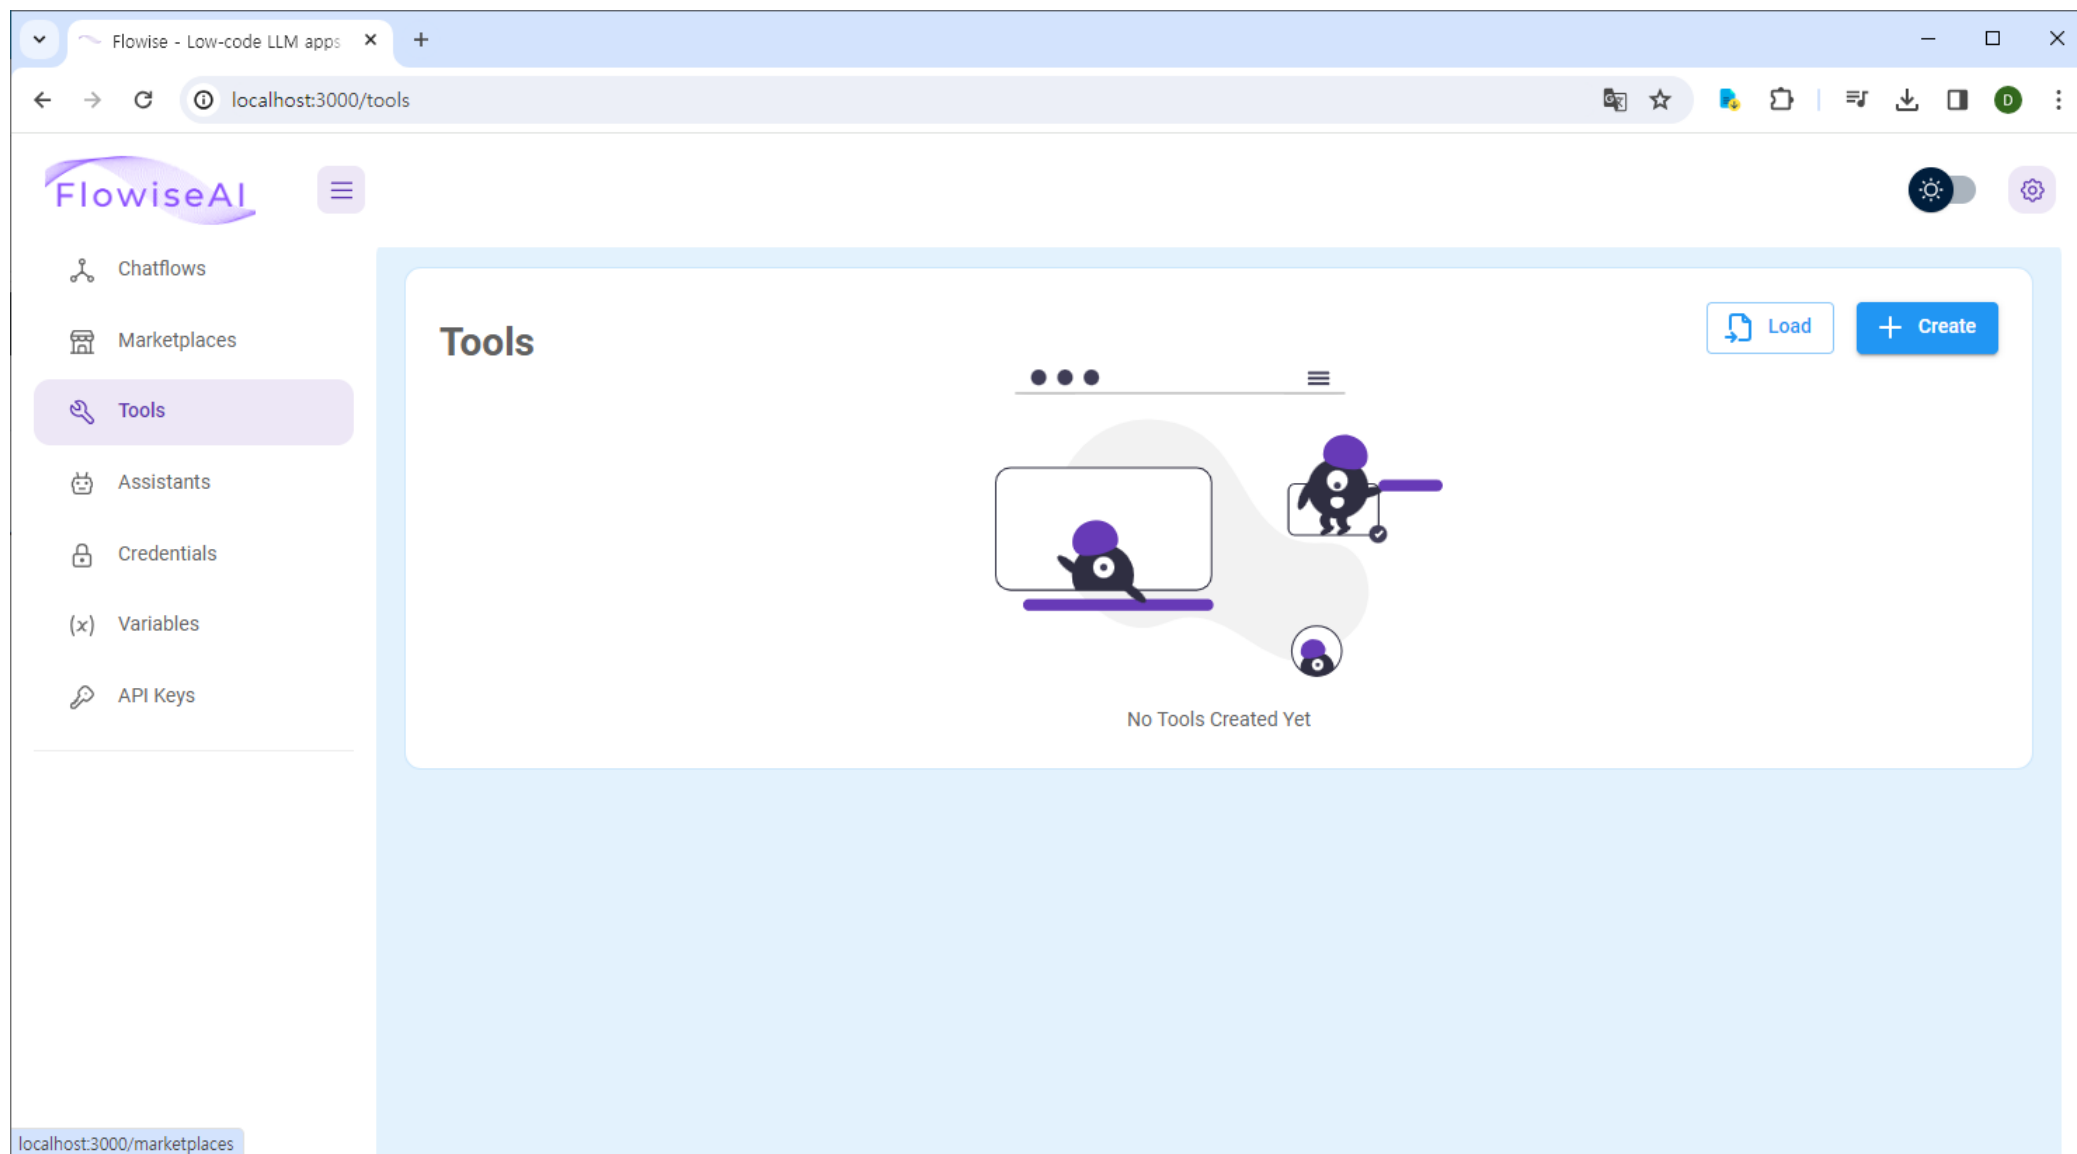 Flowise - Low-code LLM apps
localhost:3000/tools
D
FlowiseAI
Chatflows
Marketplaces
Tools
Assistants
Credentials
(x) Variables
API Keys
Tools
Load
Create
No Tools Created Yet
localhost:3000/marketplaces